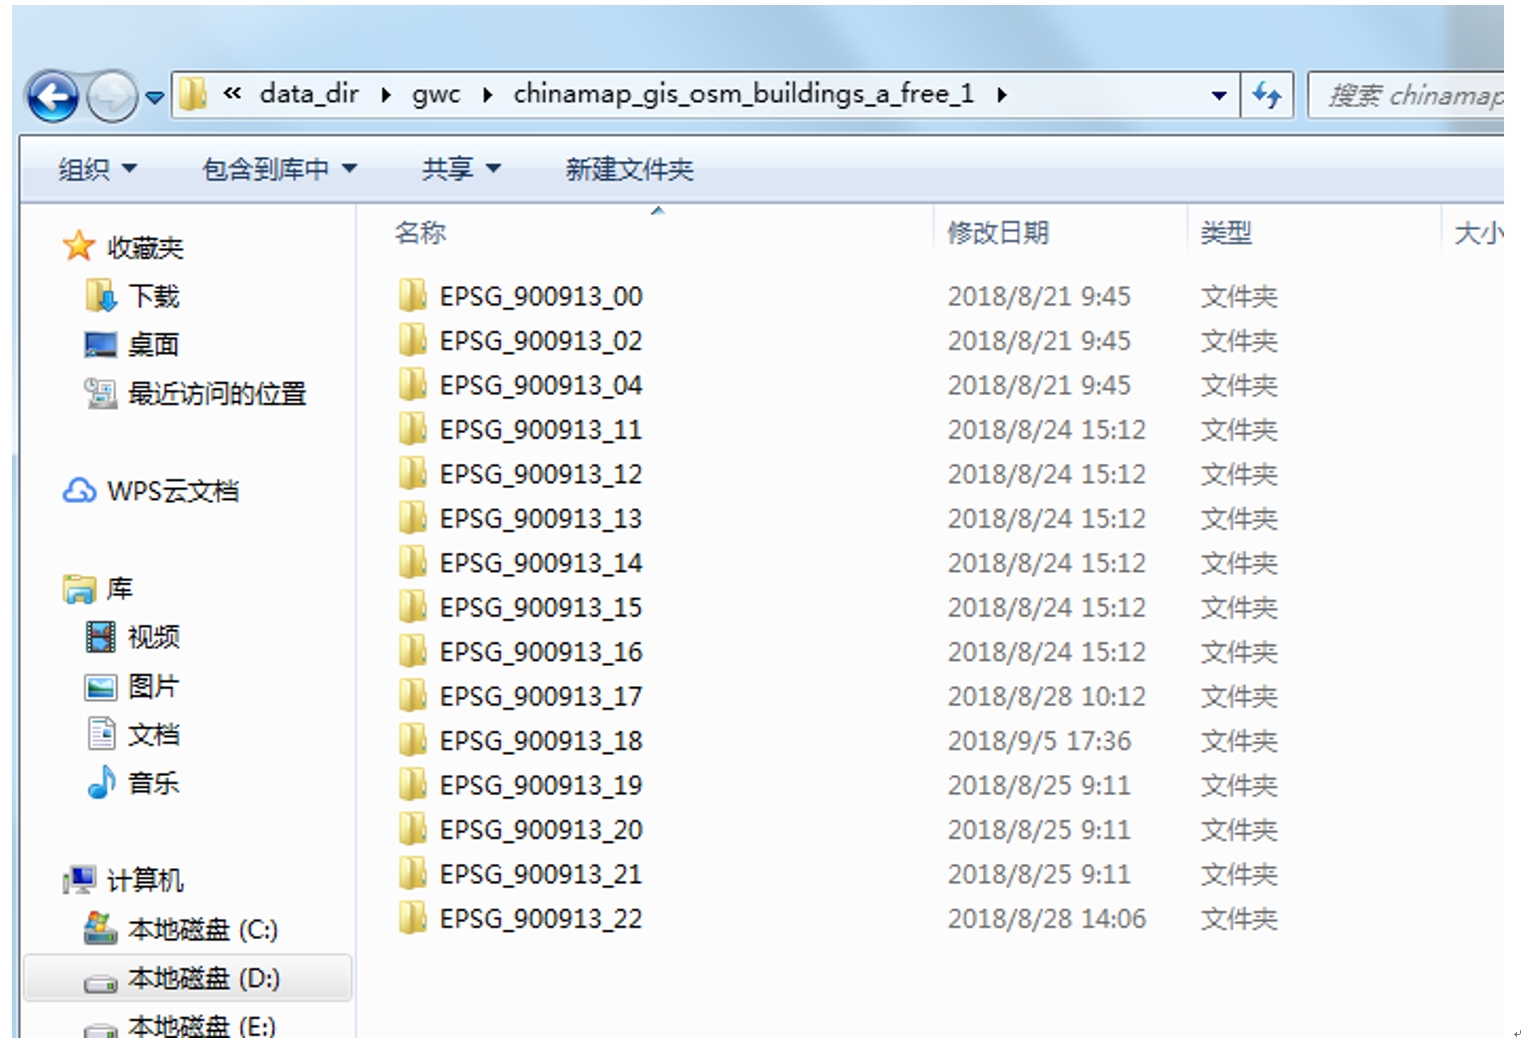 « data_dir ▸ gwc ▸ chinamap_gis_osm_buildings_a_free_1 ▸
搜索 chinamap
组织 包含到库中 共享 新建文件夹
收藏夹
下载
桌面
最近访问的位置
WPS云文档
库
视频
图片
文档
音乐
计算机
本地磁盘 (C:)
本地磁盘 (D:)
本地磁盘 (E:)
名称 修改日期 类型 大小
EPSG_900913_00 2018/8/21 9:45 文件夹
EPSG_900913_02 2018/8/21 9:45 文件夹
EPSG_900913_04 2018/8/21 9:45 文件夹
EPSG_900913_11 2018/8/24 15:12 文件夹
EPSG_900913_12 2018/8/24 15:12 文件夹
EPSG_900913_13 2018/8/24 15:12 文件夹
EPSG_900913_14 2018/8/24 15:12 文件夹
EPSG_900913_15 2018/8/24 15:12 文件夹
EPSG_900913_16 2018/8/24 15:12 文件夹
EPSG_900913_17 2018/8/28 10:12 文件夹
EPSG_900913_18 2018/9/5 17:36 文件夹
EPSG_900913_19 2018/8/25 9:11 文件夹
EPSG_900913_20 2018/8/25 9:11 文件夹
EPSG_900913_21 2018/8/25 9:11 文件夹
EPSG_900913_22 2018/8/28 14:06 文件夹